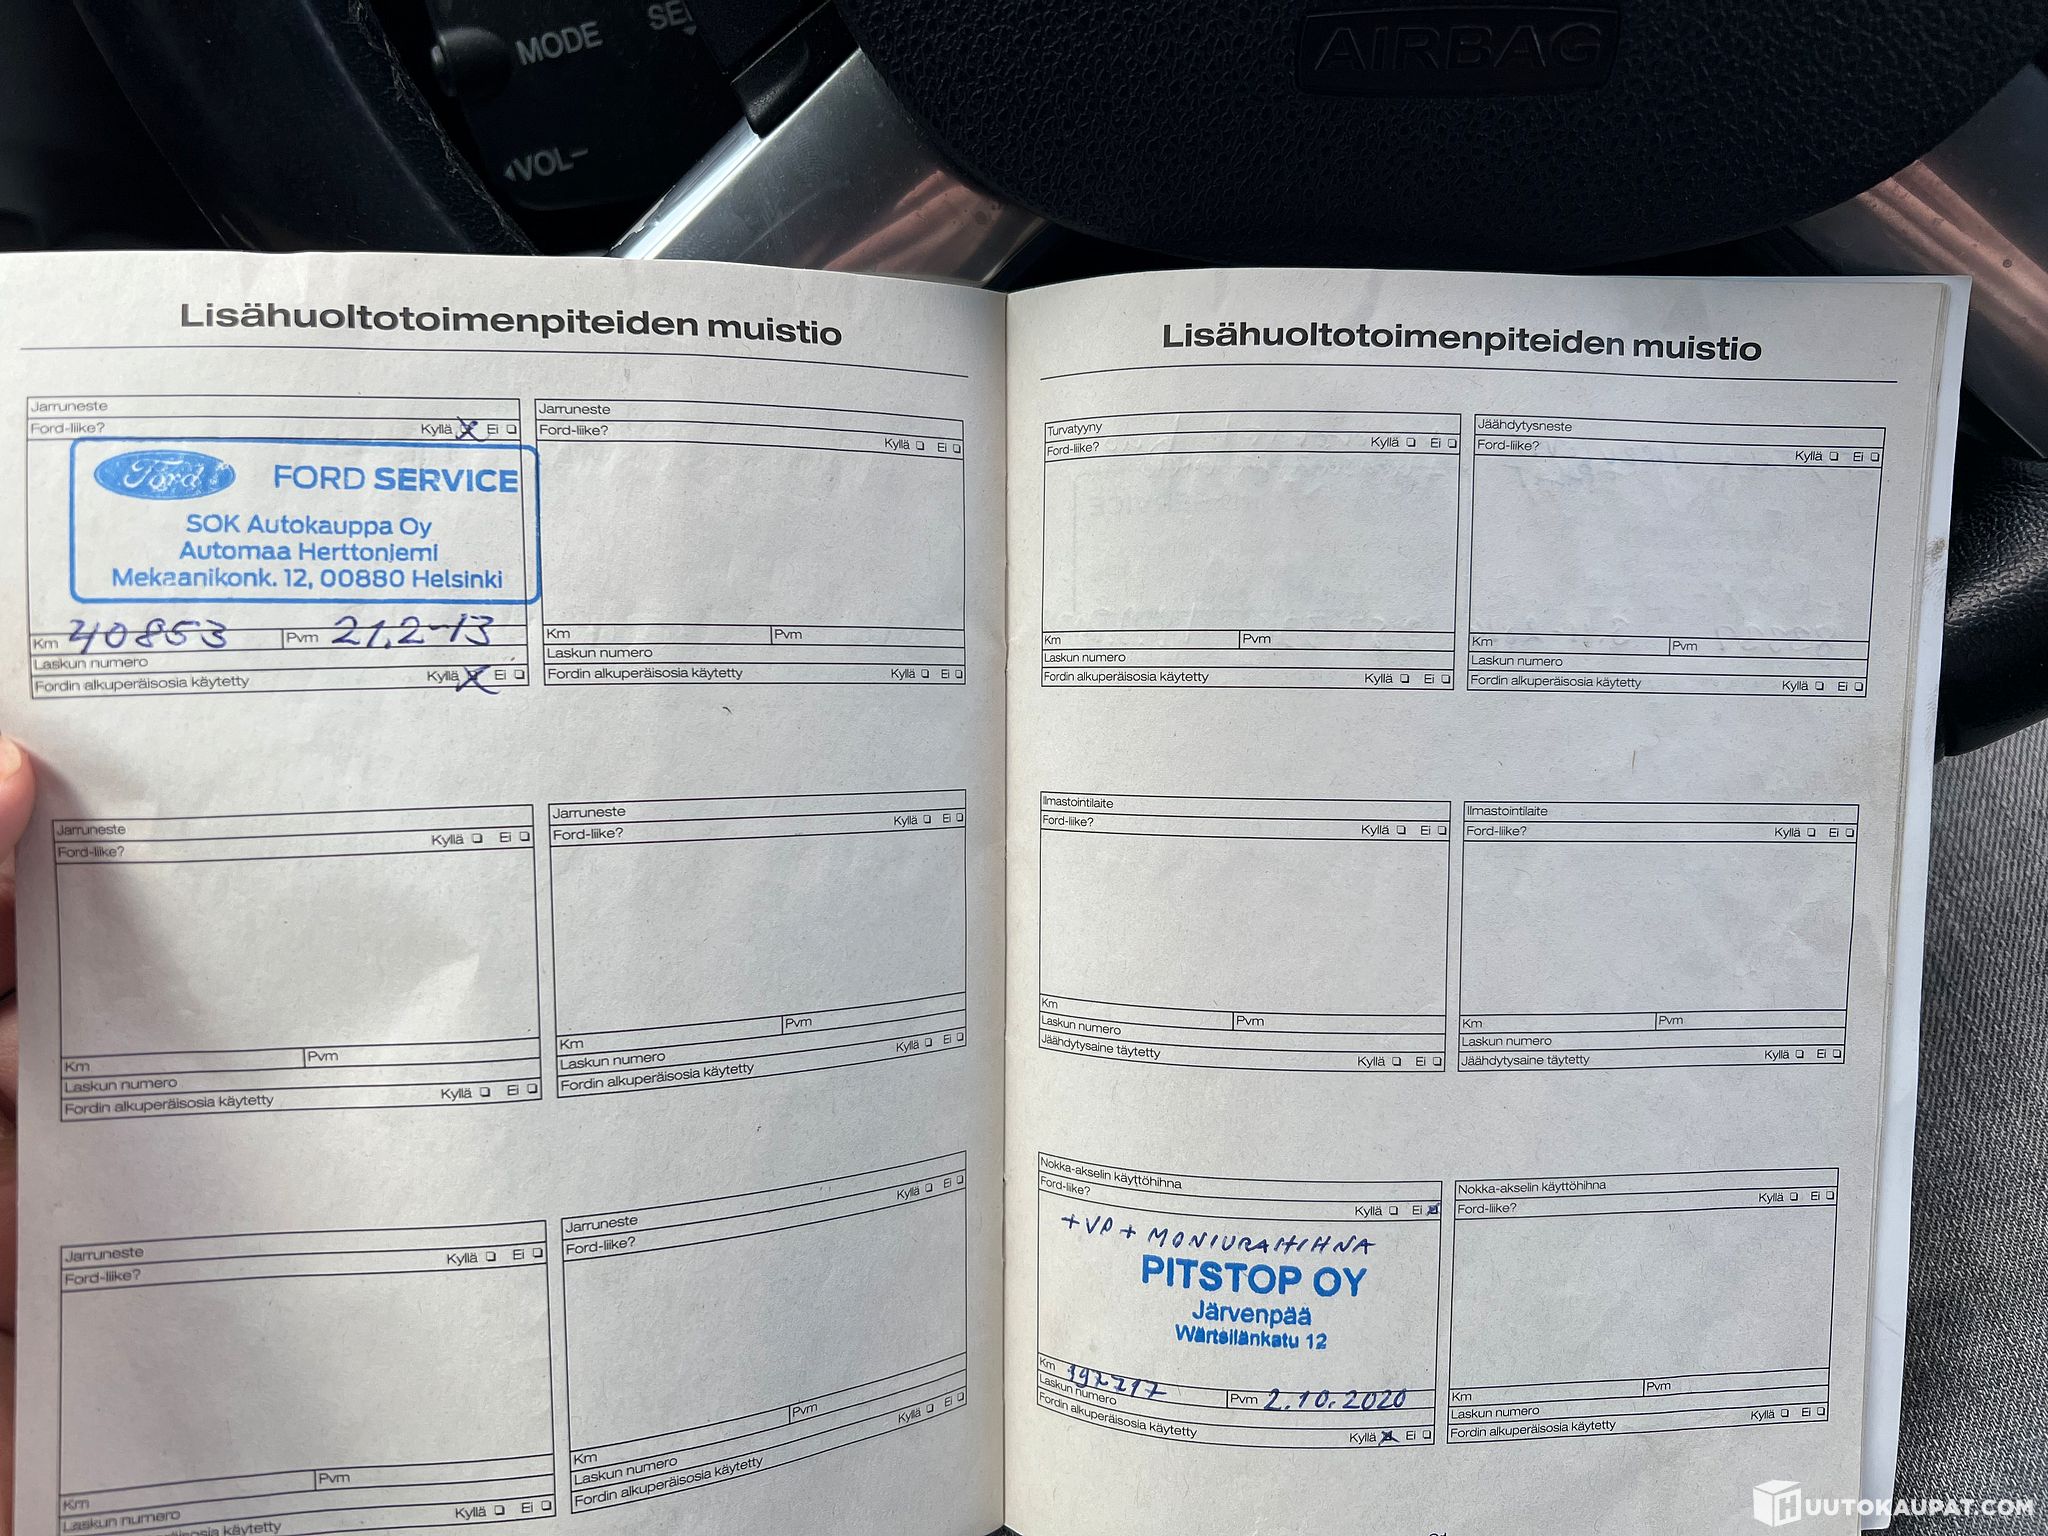 MODE
VOL-
AIRBAG
Lisähuoltotoimenpiteiden muistio
Jarruneste
Ford-liike?
Kyllä Ei
Ford FORD SERVICE
SOK Autokauppa Oy
Automaa Herttoniemi
Mekaanikonk. 12, 00880 Helsinki
Km 40853 Pvm 21.2-13
Laskun numero
Fordin alkuperäisosia käytetty Kyllä Ei
Jarruneste
Ford-liike?
Kyllä Ei
Km Pvm
Laskun numero
Fordin alkuperäisosia käytetty Kyllä Ei
Jarruneste
Ford-liike?
Kyllä Ei
Km Pvm
Laskun numero
Fordin alkuperäisosia käytetty Kyllä Ei
Jarruneste
Ford-liike?
Kyllä Ei
Km Pvm
Laskun numero
Fordin alkuperäisosia käytetty Kyllä Ei
Jarruneste
Ford-liike?
Kyllä Ei
Km Pvm
Laskun numero
Fordin alkuperäisosia käytetty Kyllä Ei
Jarruneste
Ford-liike?
Kyllä Ei
Km Pvm
Laskun numero
Fordin alkuperäisosia käytetty Kyllä Ei
Lisähuoltotoimenpiteiden muistio
Turvatyyny
Ford-liike?
Kyllä Ei
Km Pvm
Laskun numero
Fordin alkuperäisosia käytetty Kyllä Ei
Jäähdytysneste
Ford-liike?
Kyllä Ei
Km Pvm
Laskun numero
Fordin alkuperäisosia käytetty Kyllä Ei
Ilmastointilaite
Ford-liike?
Kyllä Ei
Km Pvm
Laskun numero
Jäähdytysaine täytetty Kyllä Ei
Ilmastointilaite
Ford-liike?
Kyllä Ei
Km Pvm
Laskun numero
Jäähdytysaine täytetty Kyllä Ei
Nokka-akselin käyttöhihna
Ford-liike?
Kyllä Ei
+VP + MONIURAHIHNA
PITSTOP OY
Järvenpää
Wärtsilänkatu 12
Km 197717 Pvm 2.10.2020
Laskun numero
Fordin alkuperäisosia käytetty Kyllä Ei
Nokka-akselin käyttöhihna
Ford-liike?
Kyllä Ei
Km Pvm
Laskun numero
Fordin alkuperäisosia käytetty Kyllä Ei
HUUTOKAUPAT.COM